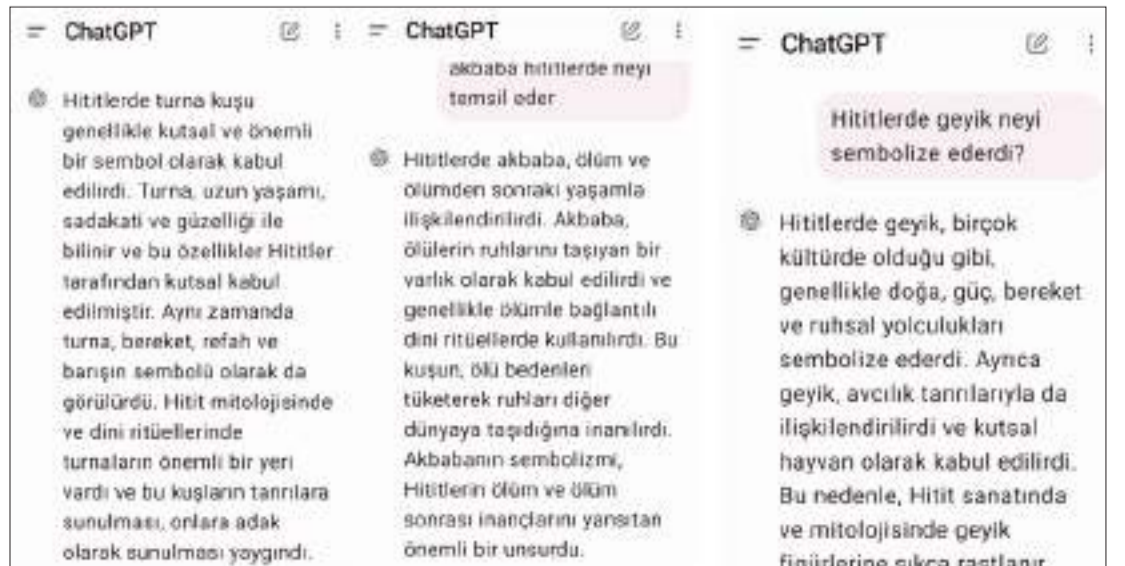 ChatGPT
Hititlerde turna kuşu
genellikle kutsal ve önemli
bir sembol olarak kabul
edilirdi. Turna, uzun yaşamı,
sadakati ve güzelliği ile
bilinir ve bu özellikler Hititler
tarafından kutsal kabul
edilmiştir. Aynı zamanda
turna, bereket, refah ve
barışın sembolü olarak da
görülürdü. Hitit mitolojisinde
ve dini ritüellerinde
turnaların önemli bir yeri
vardı ve bu kuşların tanrılara
sunulması, onlara adak
olarak sunulması yaygındı.
ChatGPT
akbaba hititlerde neyi
temsil eder
Hititlerde akbaba, ölüm ve
ölümden sonraki yaşamla
ilişkilendirilirdi. Akbaba,
ölülerin ruhlarını taşıyan bir
varlık olarak kabul edilirdi ve
genellikle ölümle bağlantılı
dini ritüellerde kullanılırdı. Bu
kuşun, ölü bedenleri
tüketerek ruhları diğer
dünyaya taşıdığına inanılırdı.
Akbabanın sembolizmi,
Hititlerin ölüm ve ölüm
sonrası inançlarını yansıtan
önemli bir unsurdu.
ChatGPT
Hititlerde geyik neyi
sembolize ederdi?
Hititlerde geyik, birçok
kültürde olduğu gibi,
genellikle doğa, güç, bereket
ve ruhsal yolculukları
sembolize ederdi. Ayrıca
geyik, avcılık tanrılarıyla da
ilişkilendirilirdi ve kutsal
hayvan olarak kabul edilirdi.
Bu nedenle, Hitit sanatında
ve mitolojisinde geyik
figürlerine sıkça rastlanır